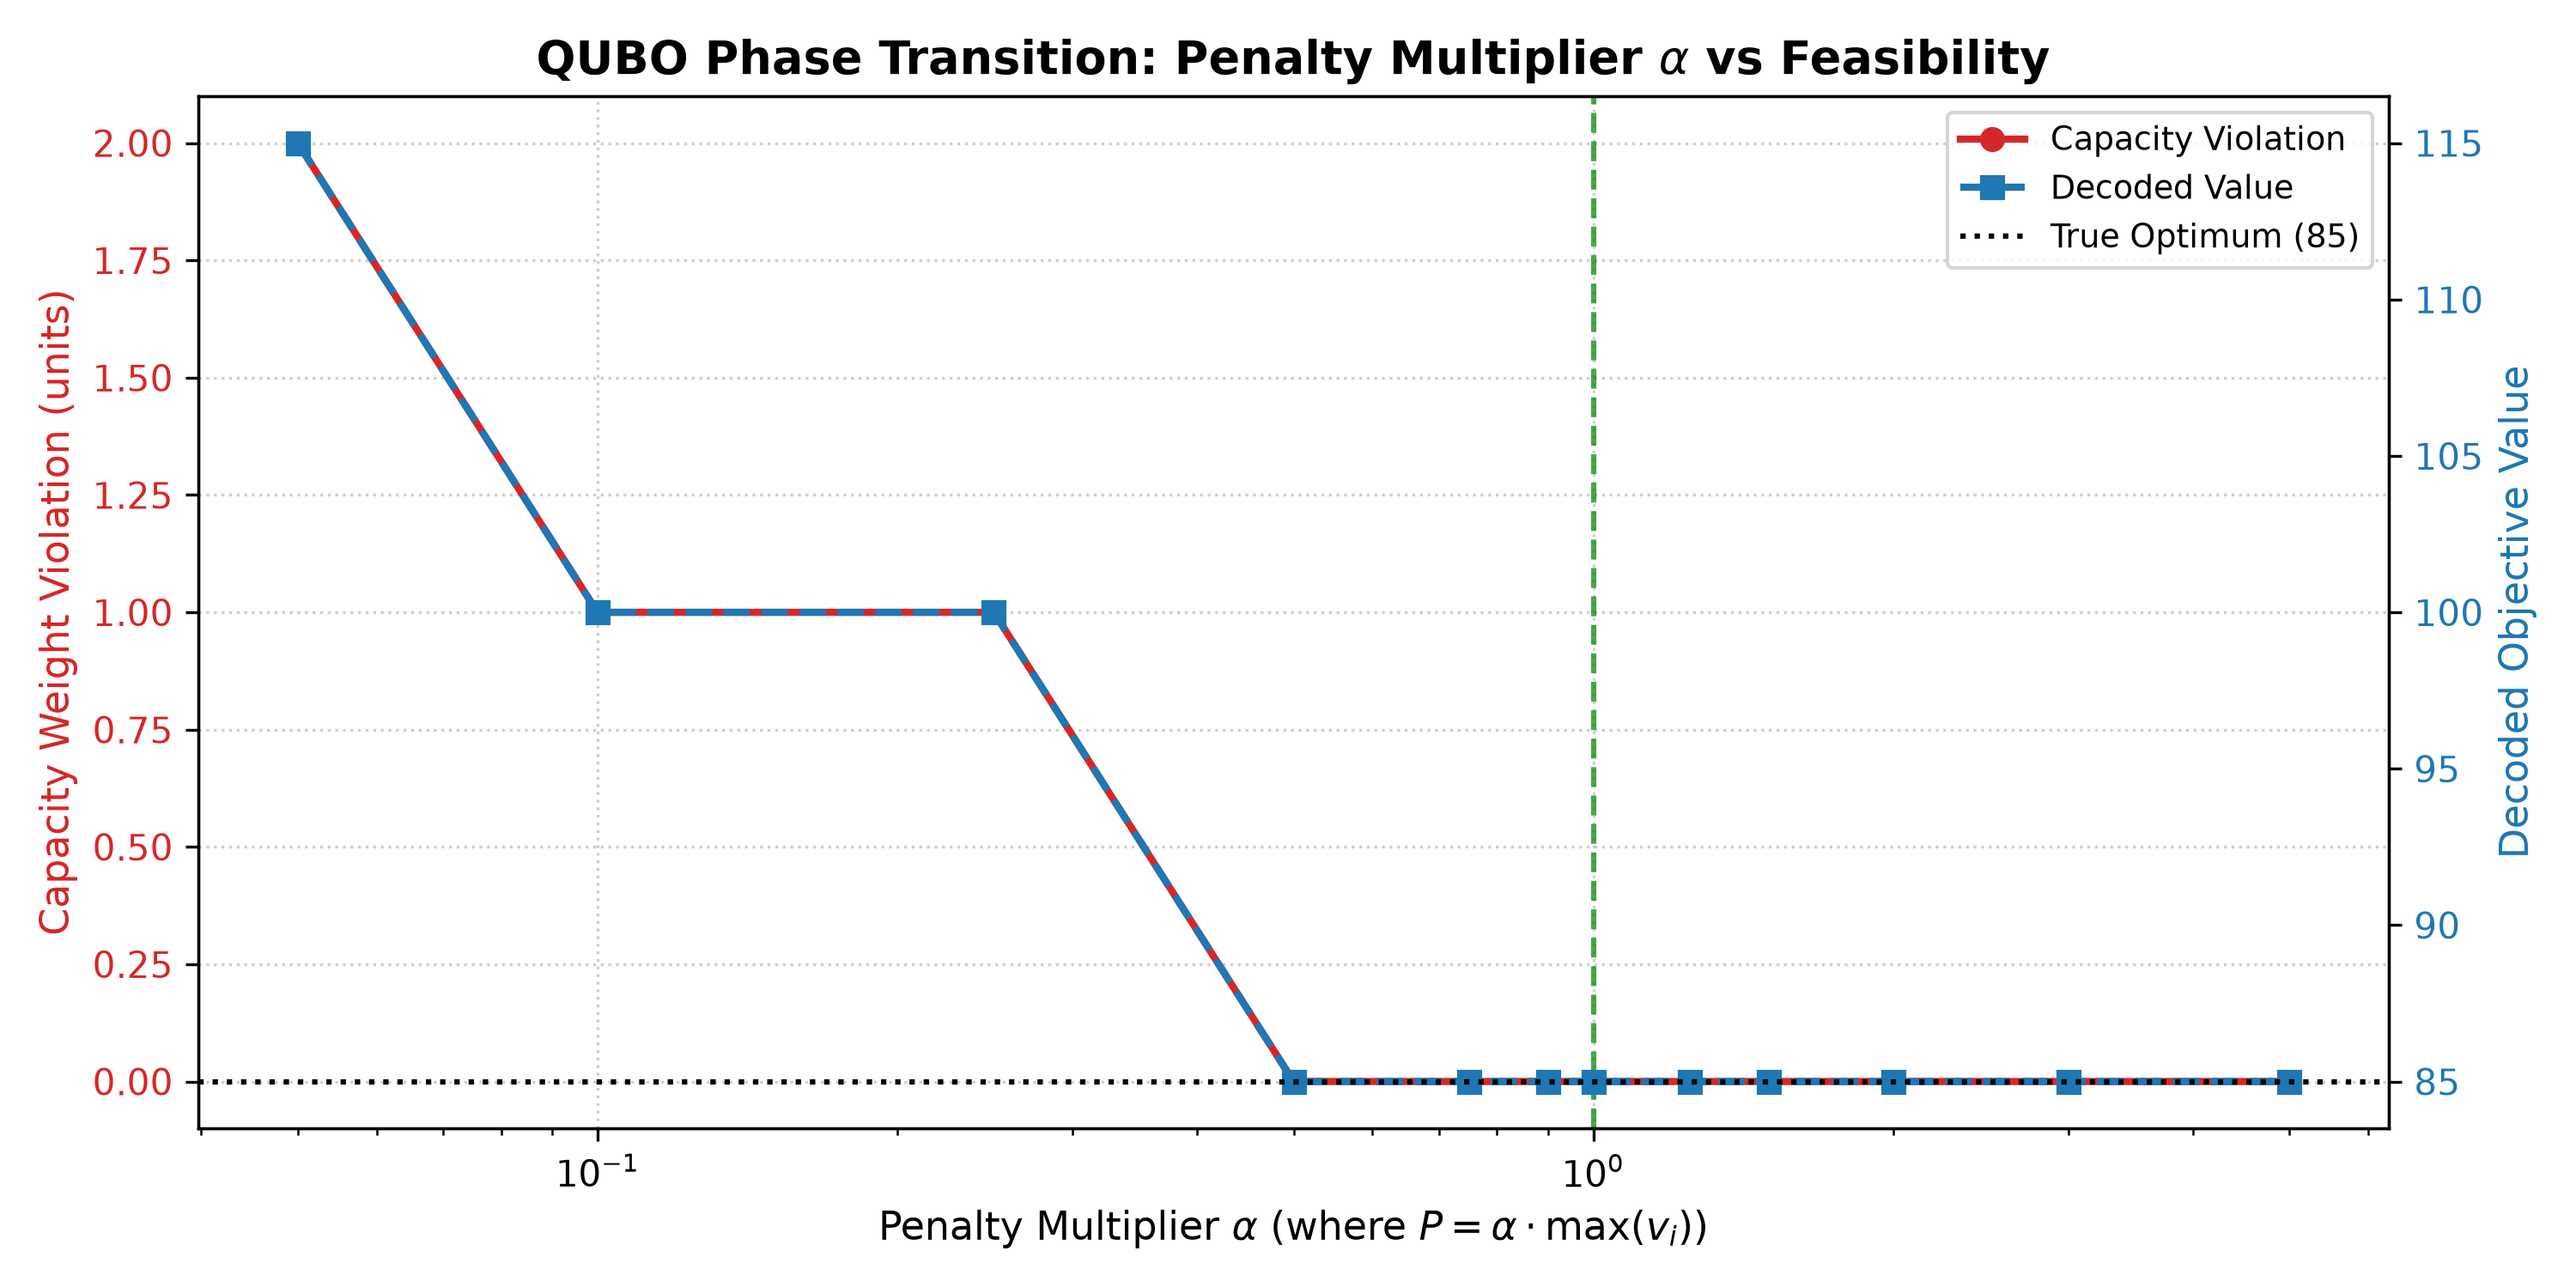 QUBO Phase Transition: Penalty Multiplier α vs Feasibility
Capacity Weight Violation (units)
2.00
1.75
1.50
1.25
1.00
0.75
0.50
0.25
0.00
Capacity Violation
Decoded Value
True Optimum (85)
115
110
105
100
95
90
85
Decoded Objective Value
10⁻¹
10⁰
Penalty Multiplier α (where P = α · max(vᵢ))